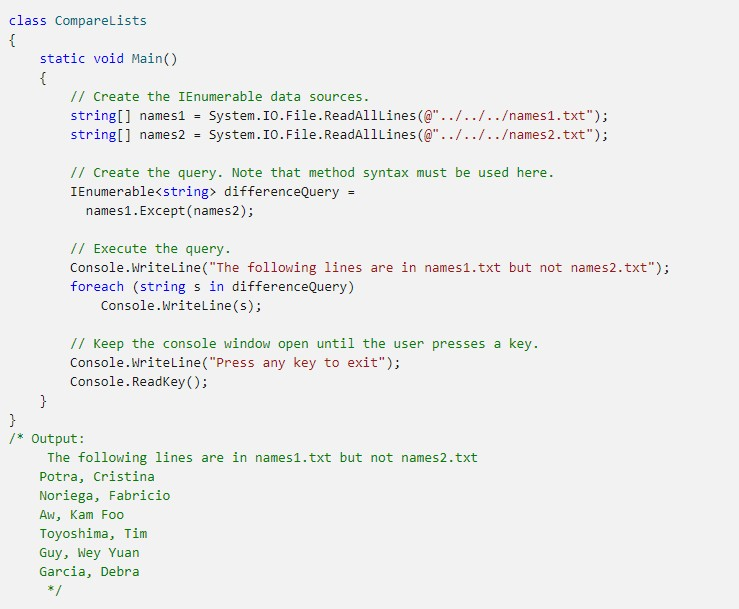 class CompareLists
{
    static void Main()
    {
        // Create the IEnumerable data sources.
        string[] names1 = System.IO.File.ReadAllLines(@"../../../names1.txt");
        string[] names2 = System.IO.File.ReadAllLines(@"../../../names2.txt");

        // Create the query. Note that method syntax must be used here.
        IEnumerable<string> differenceQuery =
          names1.Except(names2);

        // Execute the query.
        Console.WriteLine("The following lines are in names1.txt but not names2.txt");
        foreach (string s in differenceQuery)
            Console.WriteLine(s);

        // Keep the console window open until the user presses a key.
        Console.WriteLine("Press any key to exit");
        Console.ReadKey();
    }
}
/* Output:
     The following lines are in names1.txt but not names2.txt
    Potra, Cristina
    Noriega, Fabricio
    Aw, Kam Foo
    Toyoshima, Tim
    Guy, Wey Yuan
    Garcia, Debra
     */